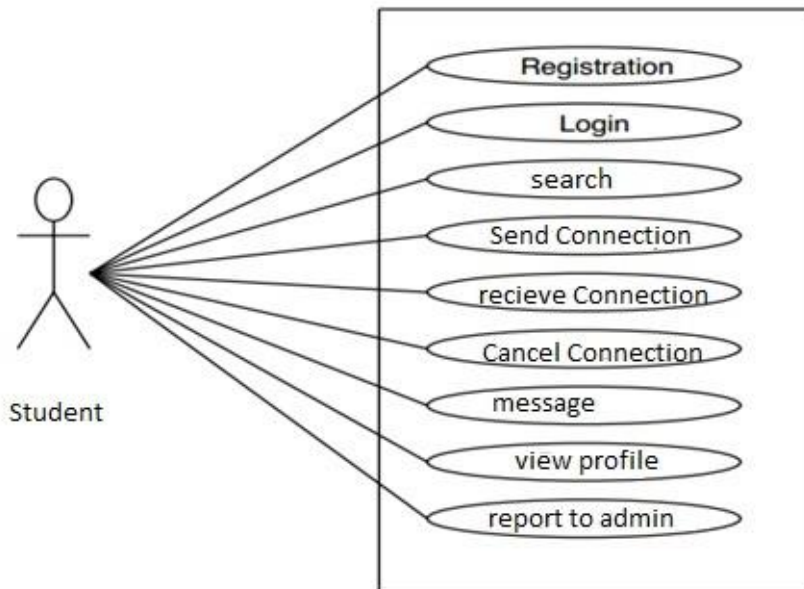 Registration
Login
search
Send Connection
recieve Connection
Cancel Connection
message
view profile
report to admin
Student